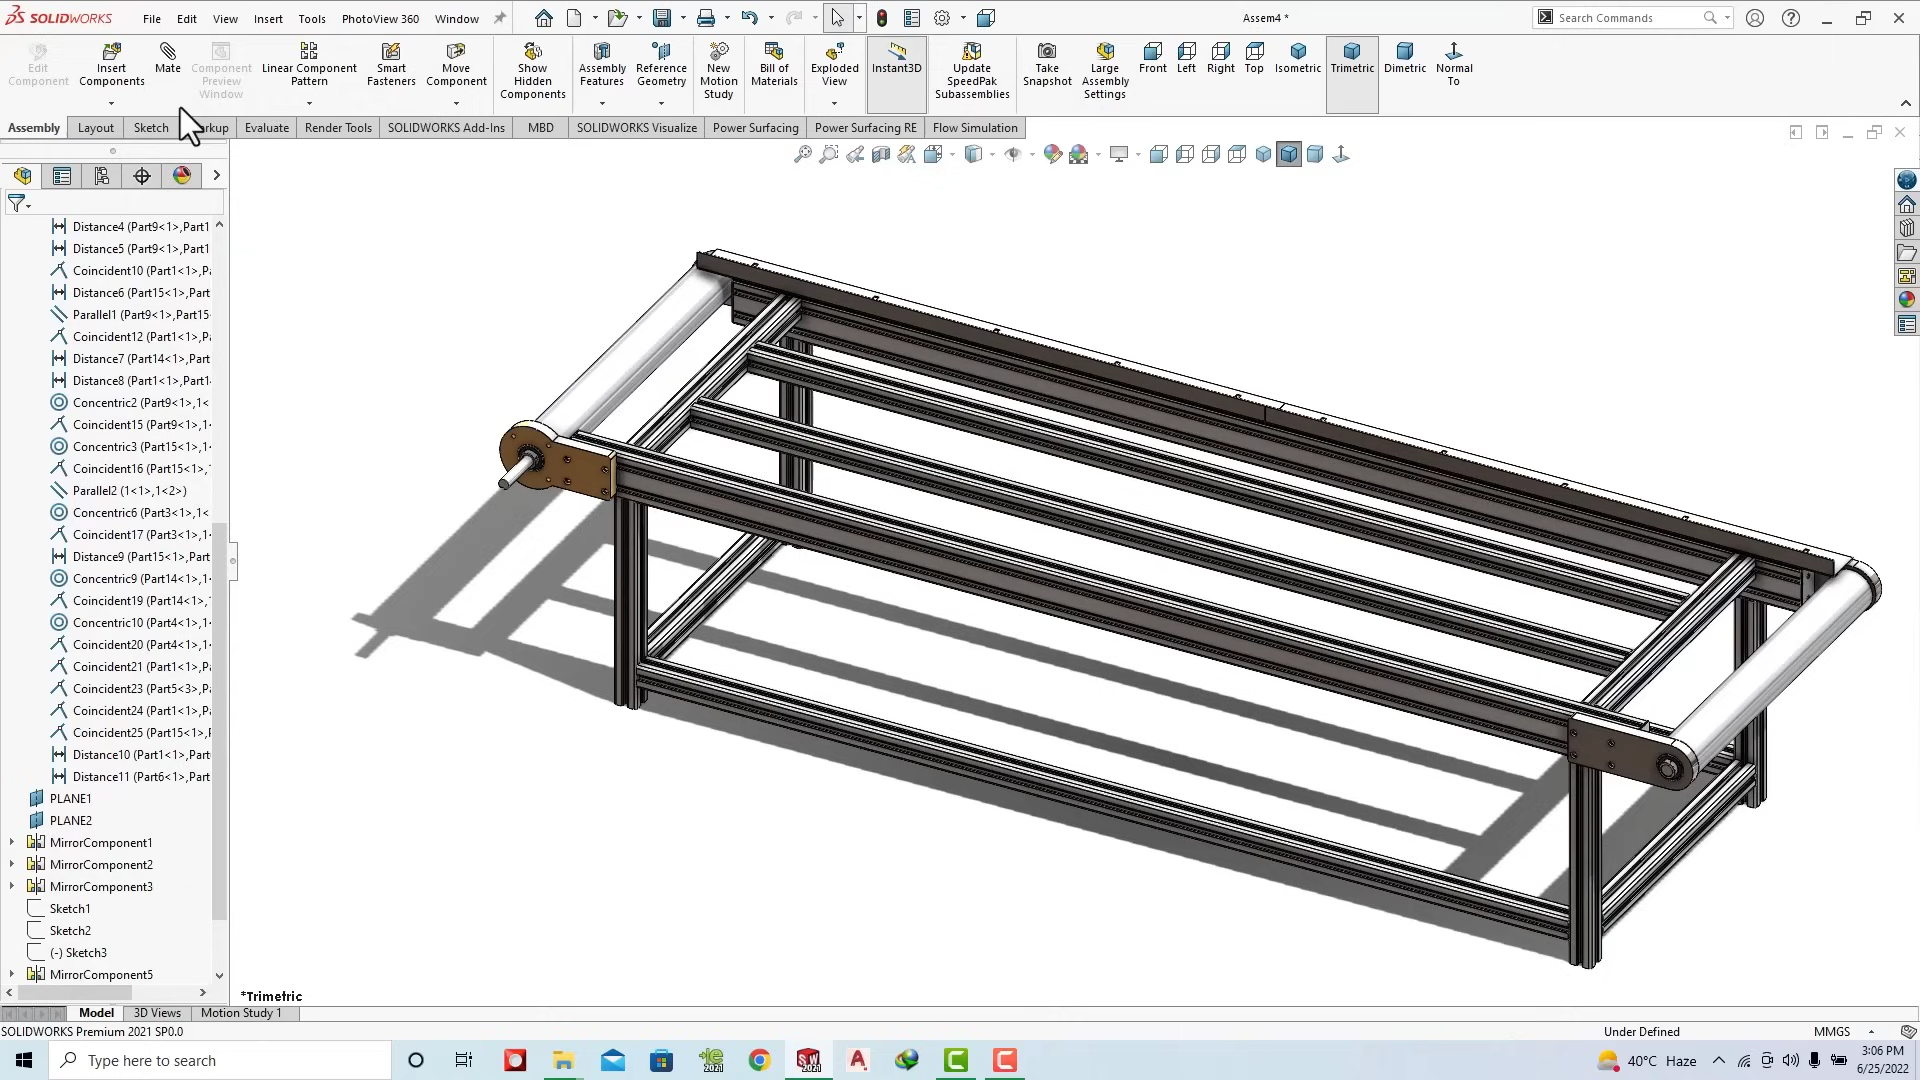 SOLIDWORKS File Edit View Insert Tools PhotoView 360 Window Assem4 * Search Commands
Edit Component
Insert Components
Mate
Component Preview Window
Linear Component Pattern
Smart Fasteners
Move Component
Show Hidden Components
Assembly Features
Reference Geometry
New Motion Study
Bill of Materials
Exploded View
Instant3D
Update SpeedPak Subassemblies
Take Snapshot
Large Assembly Settings
Front
Left
Right
Top
Isometric
Trimetric
Dimetric
Normal To
Assembly Layout Sketch rkup Evaluate Render Tools SOLIDWORKS Add-Ins MBD SOLIDWORKS Visualize Power Surfacing Power Surfacing RE Flow Simulation
Distance4 (Part9<1>,Part1
Distance5 (Part9<1>,Part1
Coincident10 (Part1<1>,Pa
Distance6 (Part15<1>,Part
Parallel1 (Part9<1>,Part15
Coincident12 (Part1<1>,Pa
Distance7 (Part14<1>,Part
Distance8 (Part1<1>,Part1
Concentric2 (Part9<1>,1<
Coincident15 (Part9<1>,1<
Concentric3 (Part15<1>,1<
Coincident16 (Part15<1>,
Parallel2 (1<1>,1<2>)
Concentric6 (Part3<1>,1<
Coincident17 (Part3<1>,1<
Distance9 (Part15<1>,Part
Concentric9 (Part14<1>,1<
Coincident19 (Part14<1>,
Concentric10 (Part4<1>,1<
Coincident20 (Part4<1>,1<
Coincident21 (Part1<1>,Pa
Coincident23 (Part5<3>,Pa
Coincident24 (Part1<1>,Pa
Coincident25 (Part15<1>,
Distance10 (Part1<1>,Part
Distance11 (Part6<1>,Part
PLANE1
PLANE2
MirrorComponent1
MirrorComponent2
MirrorComponent3
Sketch1
Sketch2
(-) Sketch3
MirrorComponent5
*Trimetric
Model 3D Views Motion Study 1
SOLIDWORKS Premium 2021 SP0.0 Under Defined MMGS
Type here to search 40°C Haze 3:06 PM
6/25/2022